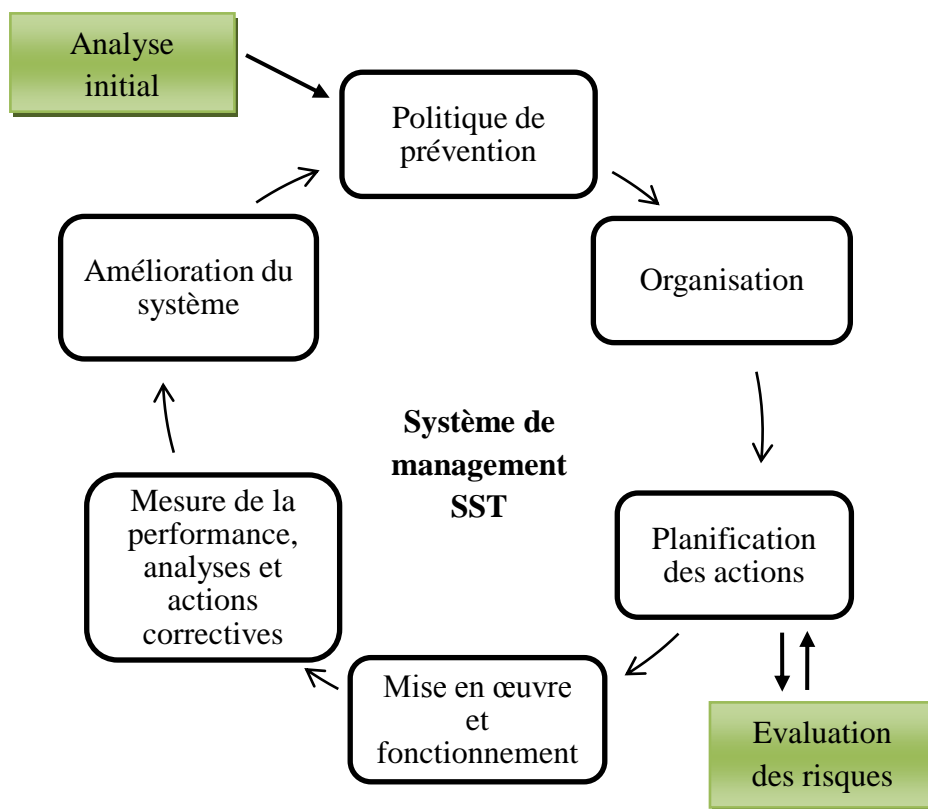 Analyse
initial
Politique de
prévention
Organisation
Planification
des actions
Evaluation
des risques
Mise en œuvre
et
fonctionnement
Mesure de la
performance,
analyses et
actions
correctives
Amélioration du
système
Système de
management
SST